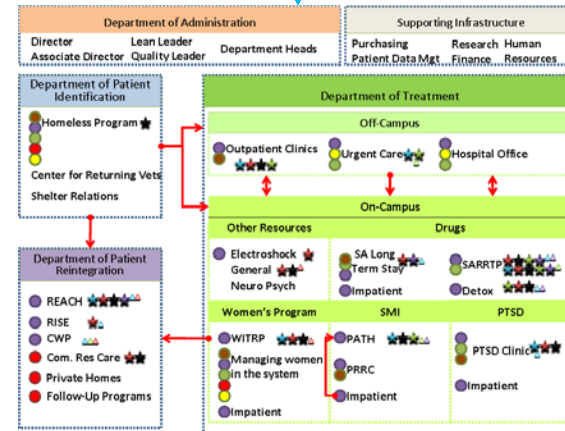 Department of Administration
Director
Associate Director
Lean Leader
Quality Leader
Department Heads
Supporting Infrastructure
Purchasing
Patient Data Mgt
Research
Finance
Human
Resources
Department of Patient
Identification
Homeless Program
Center for Returning Vets
Shelter Relations
Department of Treatment
Off-Campus
Outpatient Clinics
Urgent Care
Hospital Office
On-Campus
Other Resources
Drugs
Electroshock
General
Neuro Psych
SA Long
Term Stay
Impatient
SARRTP
Detox
Women's Program
SMI
PTSD
WITRP
Managing women
in the system
Impatient
PATH
PRRC
Impatient
PTSD Clinic
Impatient
Department of Patient
Reintegration
REACH
RISE
CWP
Com. Res Care
Private Homes
Follow-Up Programs